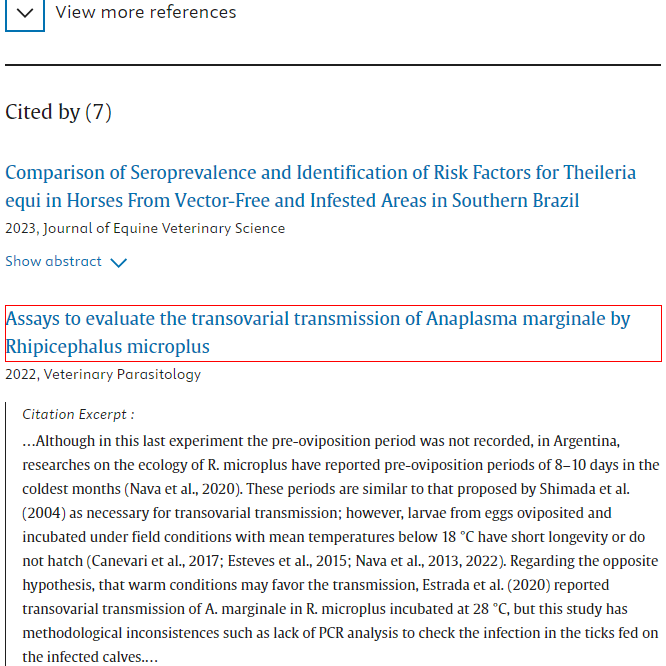 View more references
Cited by (7)
Comparison of Seroprevalence and Identification of Risk Factors for Theileria
equi in Horses From Vector-Free and Infested Areas in Southern Brazil
2023, Journal of Equine Veterinary Science
Show abstract
Assays to evaluate the transovarial transmission of Anaplasma marginale by
Rhipicephalus microplus
2022, Veterinary Parasitology
Citation Excerpt :
…Although in this last experiment the pre-oviposition period was not recorded, in Argentina,
researches on the ecology of R. microplus have reported pre-oviposition periods of 8–10 days in the
coldest months (Nava et al., 2020). These periods are similar to that proposed by Shimada et al.
(2004) as necessary for transovarial transmission; however, larvae from eggs oviposited and
incubated under field conditions with mean temperatures below 18 °C have short longevity or do
not hatch (Canevari et al., 2017; Esteves et al., 2015; Nava et al., 2013, 2022). Regarding the opposite
hypothesis, that warm conditions may favor the transmission, Estrada et al. (2020) reported
transovarial transmission of A. marginale in R. microplus incubated at 28 °C, but this study has
methodological inconsistences such as lack of PCR analysis to check the infection in the ticks fed on
the infected calves.…